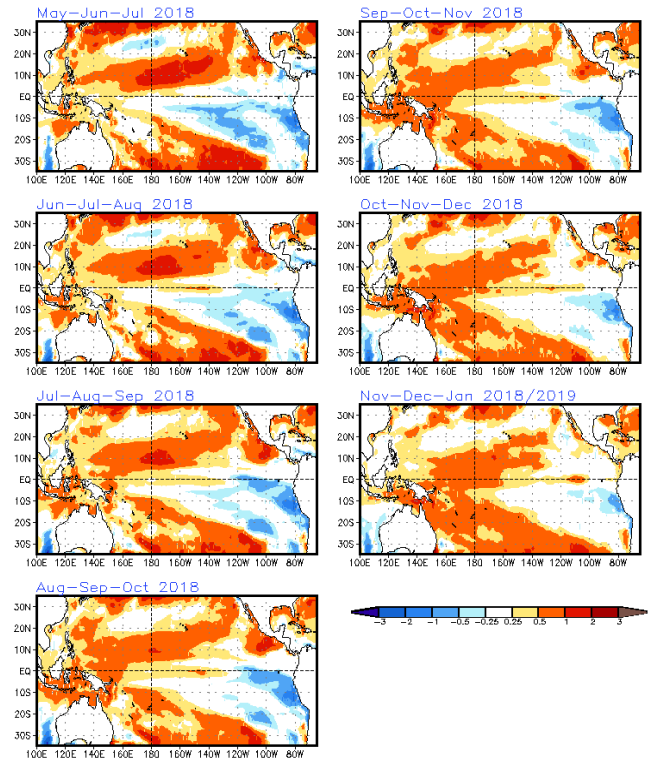 May-Jun-Jul 2018
30N
20N
10N
EQ
10S
20S
30S
100E 120E 140E 160E 180 160W 140W 120W 100W 80W
Jun-Jul-Aug 2018
30N
20N
10N
EQ
10S
20S
30S
100E 120E 140E 160E 180 160W 140W 120W 100W 80W
Jul-Aug-Sep 2018
30N
20N
10N
EQ
10S
20S
30S
100E 120E 140E 160E 180 160W 140W 120W 100W 80W
Aug-Sep-Oct 2018
30N
20N
10N
EQ
10S
20S
30S
100E 120E 140E 160E 180 160W 140W 120W 100W 80W
Sep-Oct-Nov 2018
30N
20N
10N
EQ
10S
20S
30S
100E 120E 140E 160E 180 160W 140W 120W 100W 80W
Oct-Nov-Dec 2018
30N
20N
10N
EQ
10S
20S
30S
100E 120E 140E 160E 180 160W 140W 120W 100W 80W
Nov-Dec-Jan 2018/2019
30N
20N
10N
EQ
10S
20S
30S
100E 120E 140E 160E 180 160W 140W 120W 100W 80W
-3 -2 -1 -0.5 -0.25 0.25 0.5 1 2 3